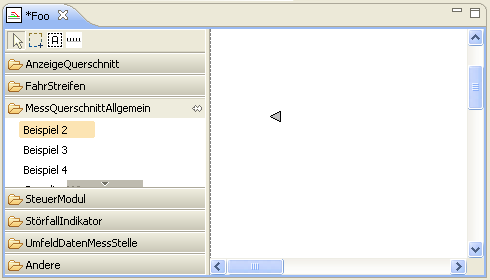 *Foo
A
AnzeigeQuerschnitt
FahrStreifen
MessQuerschnittAllgemein
Beispiel 2
Beispiel 3
Beispiel 4
SteuerModul
StörfallIndikator
UmfeldDatenMessStelle
Andere